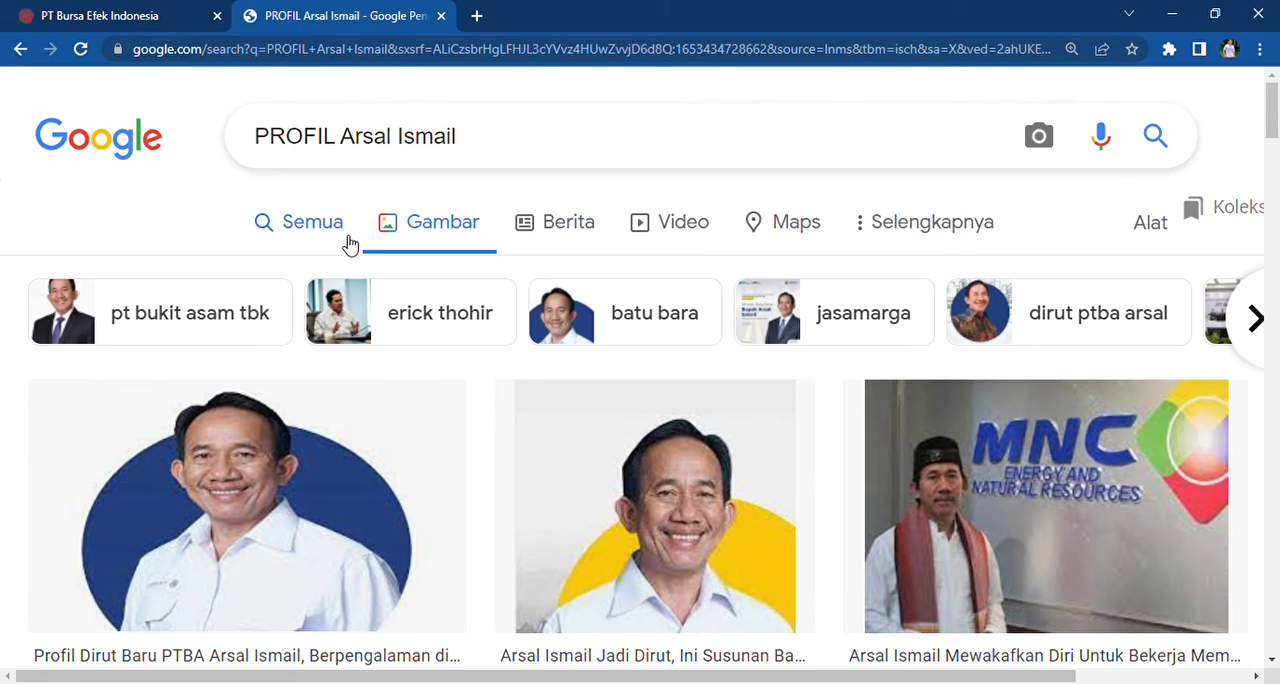 PT Bursa Efek Indonesia
PROFIL Arsal Ismail - Google Pen
google.com/search?q=PROFIL+Arsal+Ismail&sxsrf=ALiCzsbrHgLFHJL3cYVvz4HUwZvvjD6d8Q:1653434728662&source=lnms&tbm=isch&sa=X&ved=2ahUKE...
Google
PROFIL Arsal Ismail
Semua
Gambar
Berita
Video
Maps
Selengkapnya
Alat
Koleks
pt bukit asam tbk
erick thohir
batu bara
jasamarga
dirut ptba arsal
MNC
ENERGY AND
NATURAL RESOURCES
Profil Dirut Baru PTBA Arsal Ismail, Berpengalaman di...
Arsal Ismail Jadi Dirut, Ini Susunan Ba...
Arsal Ismail Mewakafkan Diri Untuk Bekerja Mem...